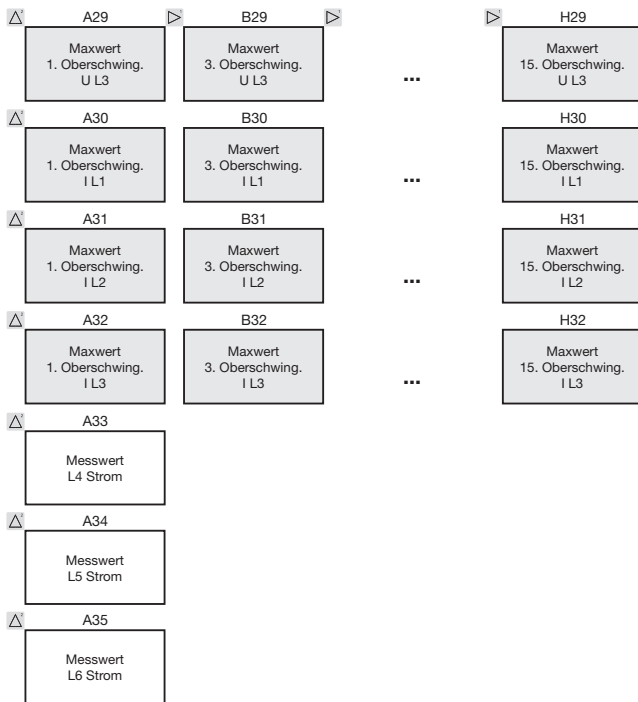 A29 B29 H29
Maxwert Maxwert Maxwert
1. Oberschwing. 3. Oberschwing. 15. Oberschwing.
U L3 U L3 ... U L3
A30 B30 H30
Maxwert Maxwert Maxwert
1. Oberschwing. 3. Oberschwing. 15. Oberschwing.
I L1 I L1 ... I L1
A31 B31 H31
Maxwert Maxwert Maxwert
1. Oberschwing. 3. Oberschwing. 15. Oberschwing.
I L2 I L2 ... I L2
A32 B32 H32
Maxwert Maxwert Maxwert
1. Oberschwing. 3. Oberschwing. 15. Oberschwing.
I L3 I L3 ... I L3
A33
Messwert
L4 Strom
A34
Messwert
L5 Strom
A35
Messwert
L6 Strom